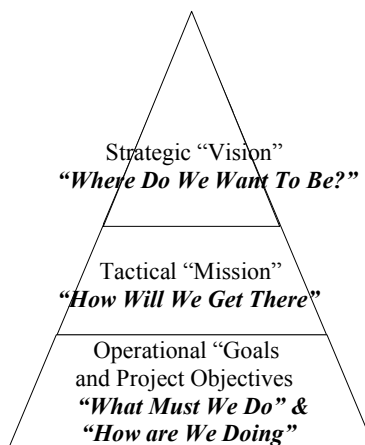 Strategic “Vision”
“Where Do We Want To Be?”
Tactical “Mission”
“How Will We Get There”
Operational “Goals
and Project Objectives
“What Must We Do” &
“How are We Doing”